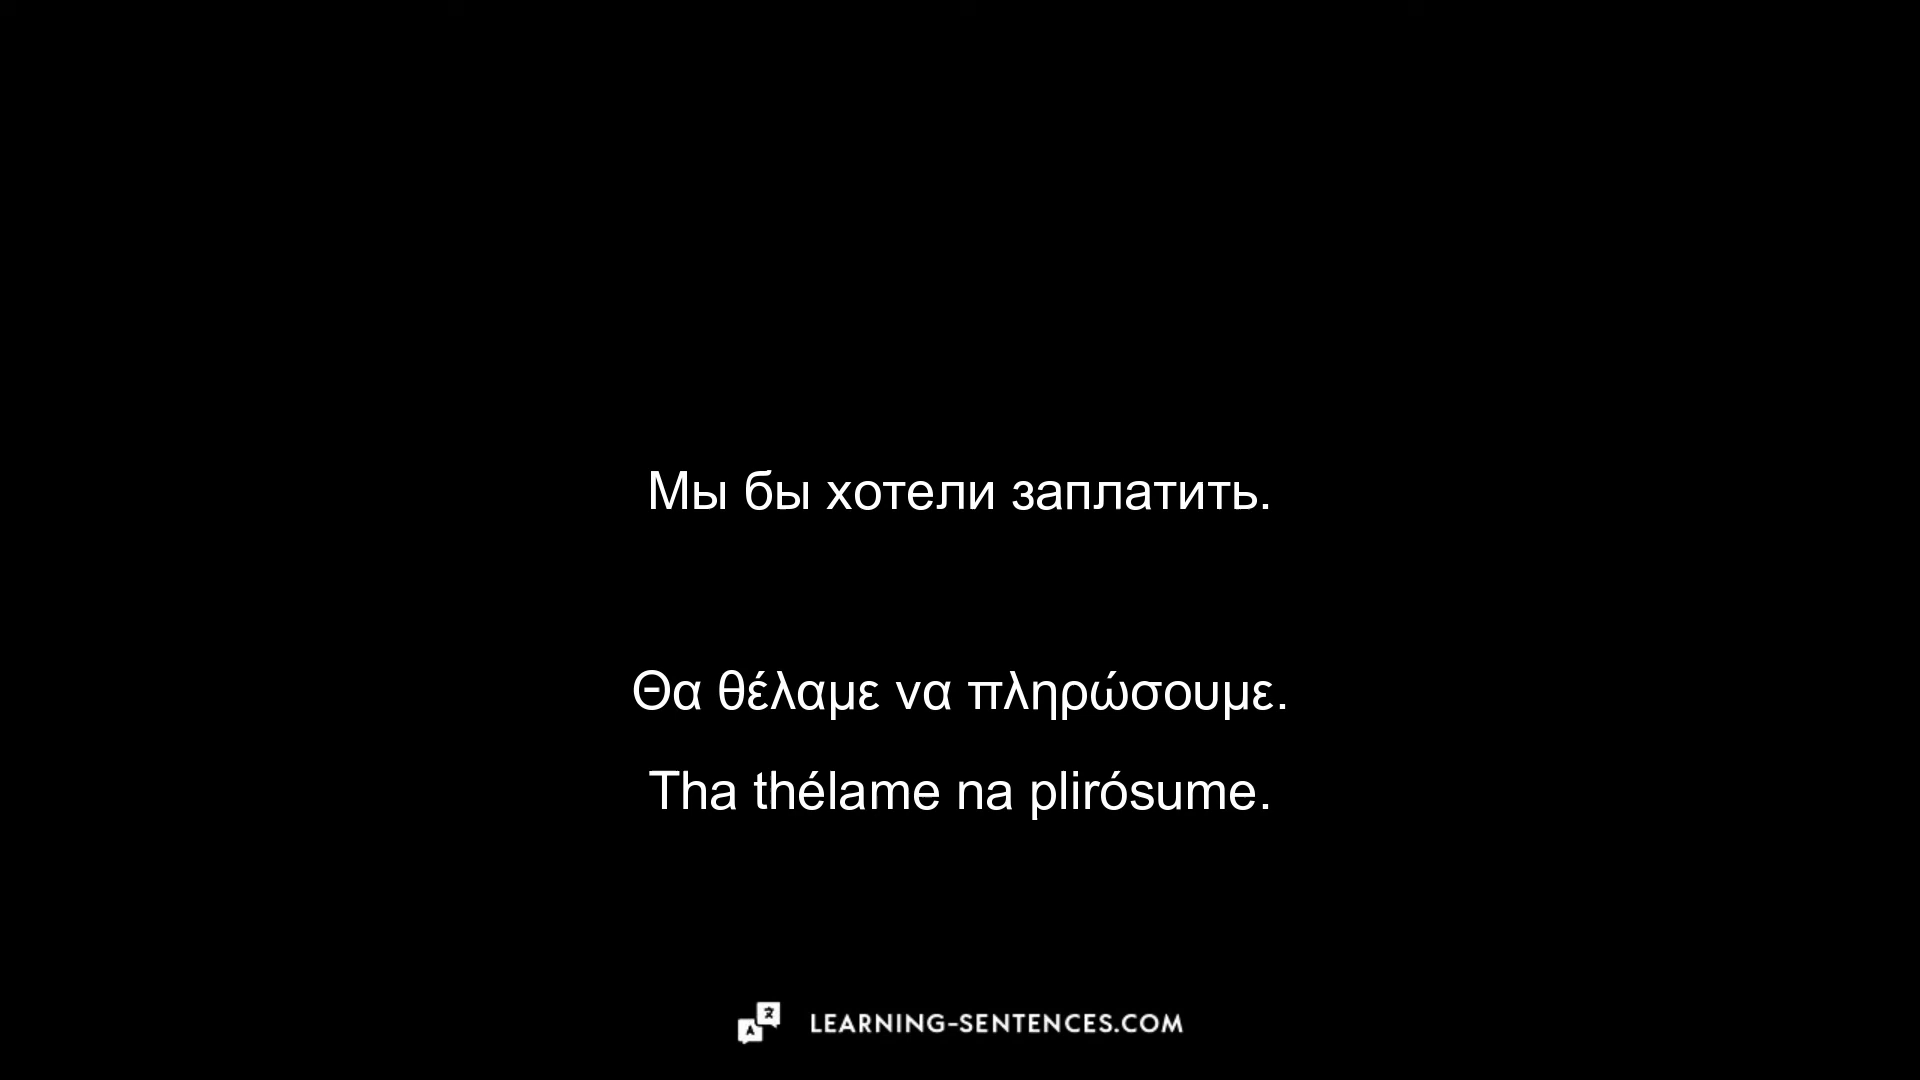 Мы бы хотели заплатить.
Θα θέλαμε να πληρώσουμε.
Tha thélame na plirósume.
LEARNING-SENTENCES.COM